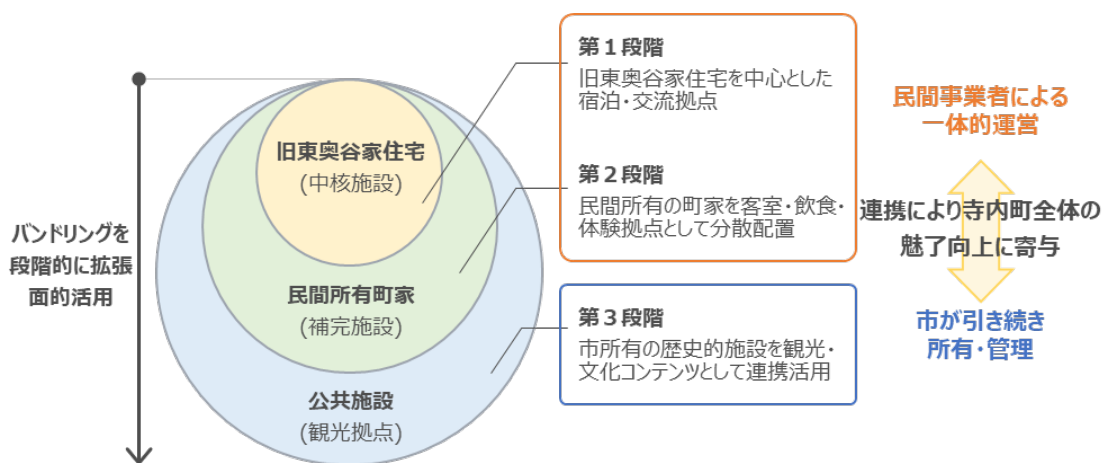 バンドリングを
段階的に拡張
面的活用
旧東奥谷家住宅
(中核施設)
民間所有町家
(補完施設)
公共施設
(観光拠点)
第１段階
旧東奥谷家住宅を中心とした
宿泊・交流拠点
第２段階
民間所有の町家を客室・飲食・
体験拠点として分散配置
第３段階
市所有の歴史的施設を観光・
文化コンテンツとして連携活用
民間事業者による
一体的運営
連携により寺内町全体の
魅了向上に寄与
市が引き続き
所有・管理